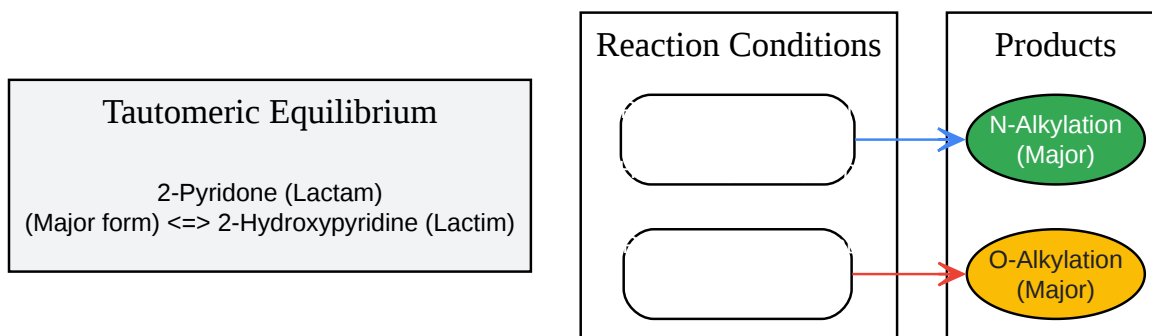 Tautomeric Equilibrium
2-Pyridone (Lactam)
(Major form) <=> 2-Hydroxypyridine (Lactim)
Reaction Conditions
Products
N-Alkylation
(Major)
O-Alkylation
(Major)